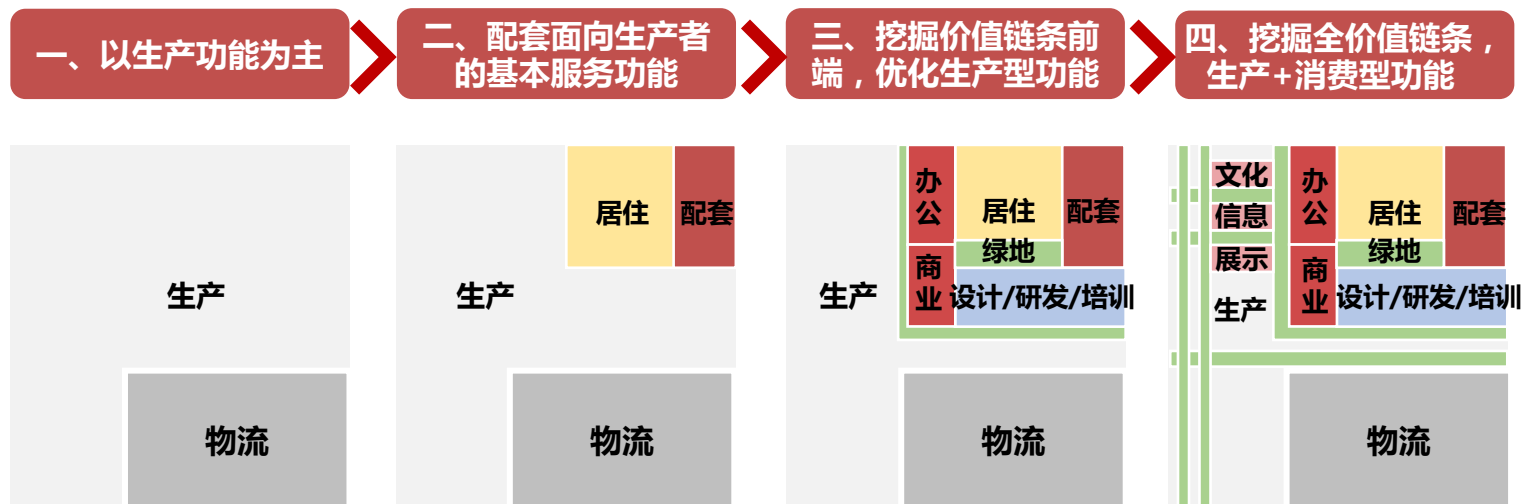 一、以生产功能为主
二、配套面向生产者
的基本服务功能
三、挖掘价值链条前
端，优化生产型功能
四、挖掘全价值链条，
生产+消费型功能
生产
物流
居住
配套
生产
物流
办
公
居住
配套
绿地
商
业
设计/研发/培训
生产
物流
文化
信息
展示
生产
办
公
居住
配套
绿地
商
业
设计/研发/培训
物流